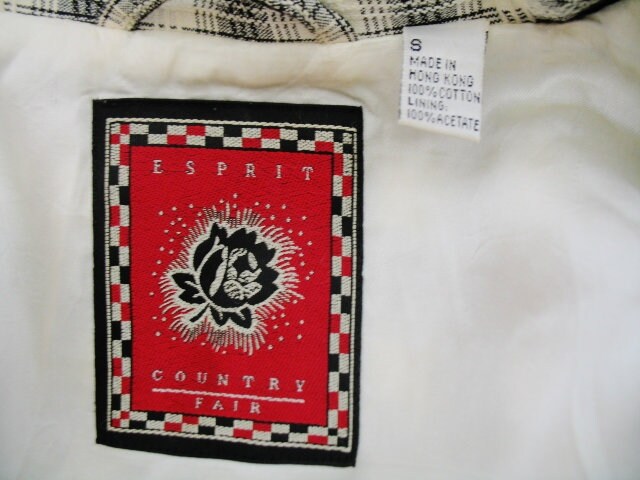 S
MADE IN
HONG KONG
100% COTTON
LINING:
100% ACETATE
ESPRIT
COUNTRY
FAIR